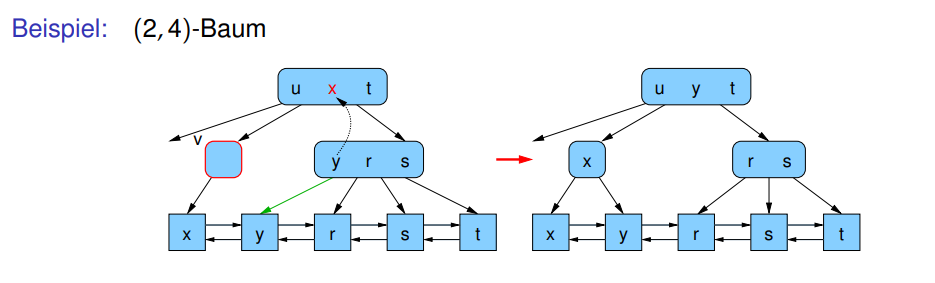 Beispiel: (2, 4)-Baum
u x t
u y t
v
y r s
x
r s
x y r s t
x y r s t